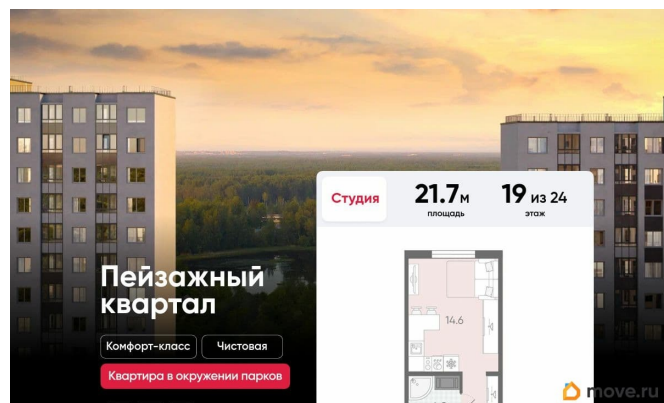 Студия
21.7 м
площадь
19 из 24
этаж
Пейзажный
квартал
14.6
Комфорт-класс
Чистовая
Квартира в окружении парков
move.ru